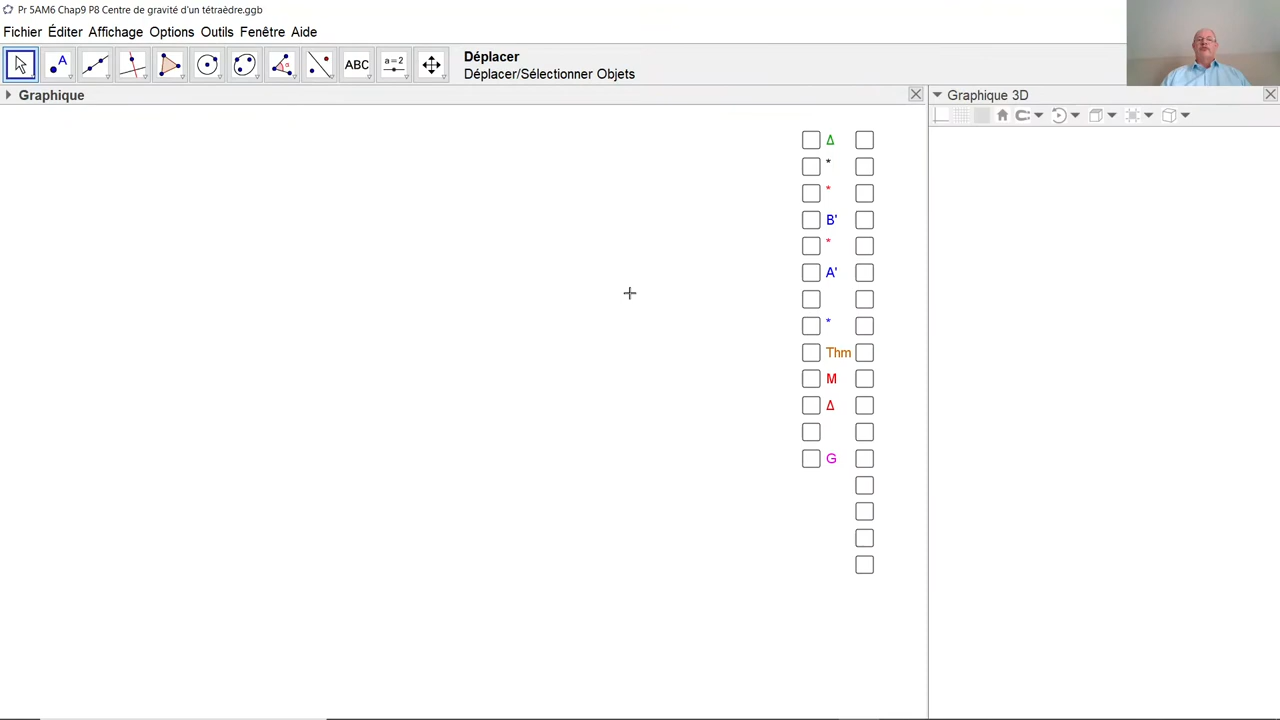 Pr 5AM6 Chap9 P8 Centre de gravité d'un tétraèdre.ggb
Fichier Éditer Affichage Options Outils Fenêtre Aide
A
ABC
a=2
Déplacer
Déplacer/Sélectionner Objets
Graphique
Graphique 3D
Δ
*
*
B'
*
A'
*
Thm
M
Δ
G